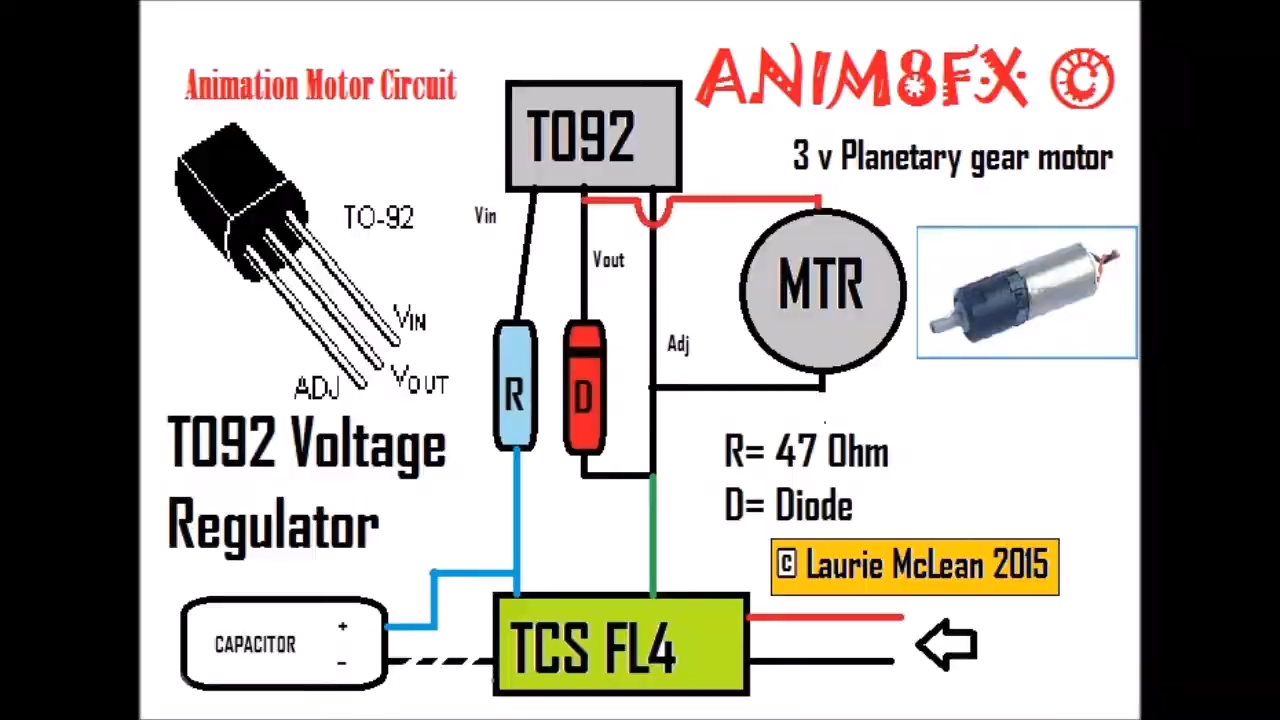 Animation Motor Circuit
ANIM8FX ©
TO92
3 v Planetary gear motor
TO-92
Vin
Vout
MTR
VIN
Adj
VOUT
ADJ
R
D
TO92 Voltage
Regulator
R= 47 Ohm
D= Diode
© Laurie McLean 2015
CAPACITOR
+
-
TCS FL4